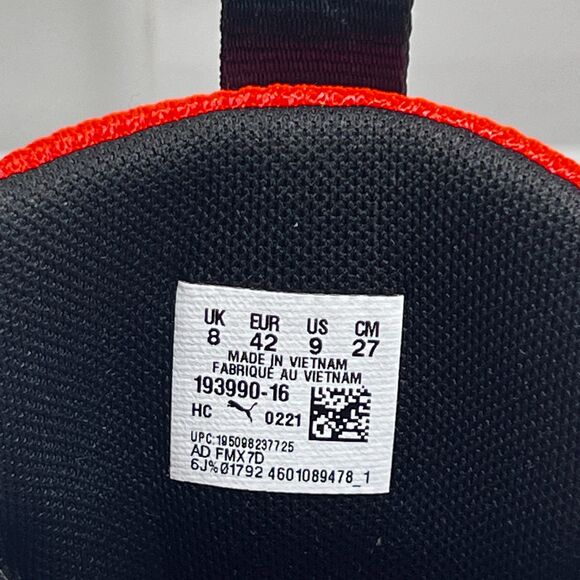 UK EUR US CM
8 42 9 27
MADE IN VIETNAM
FABRIQUÉ AU VIETNAM
193990-16
HC 0221
UPC:195098237725
AD FMX7D
6J%01792 4601089478_1